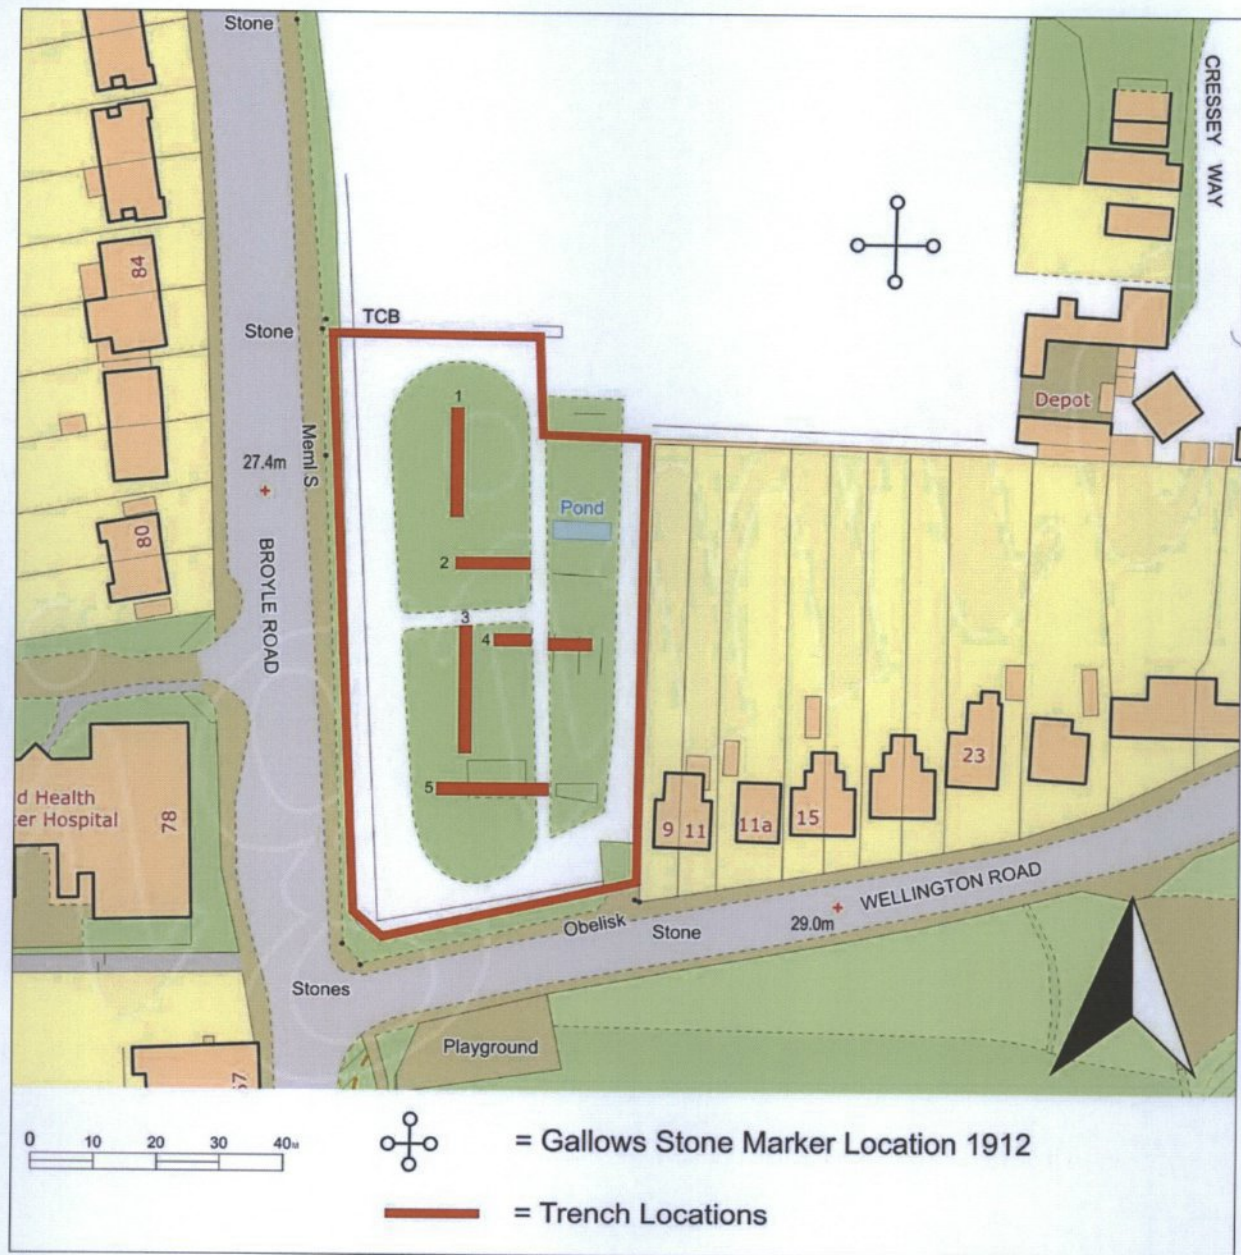 Stone
CRESSEY WAY
84
TCB
Stone
Depot
1
Meml S
27.4m
Pond
80
2
BROYLE ROAD
3
4
23
5
d Health
er Hospital
78
9 11
11a
15
WELLINGTON ROAD
Obelisk
Stone
29.0m
Stones
Playground
57
0 10 20 30 40M
= Gallows Stone Marker Location 1912
= Trench Locations